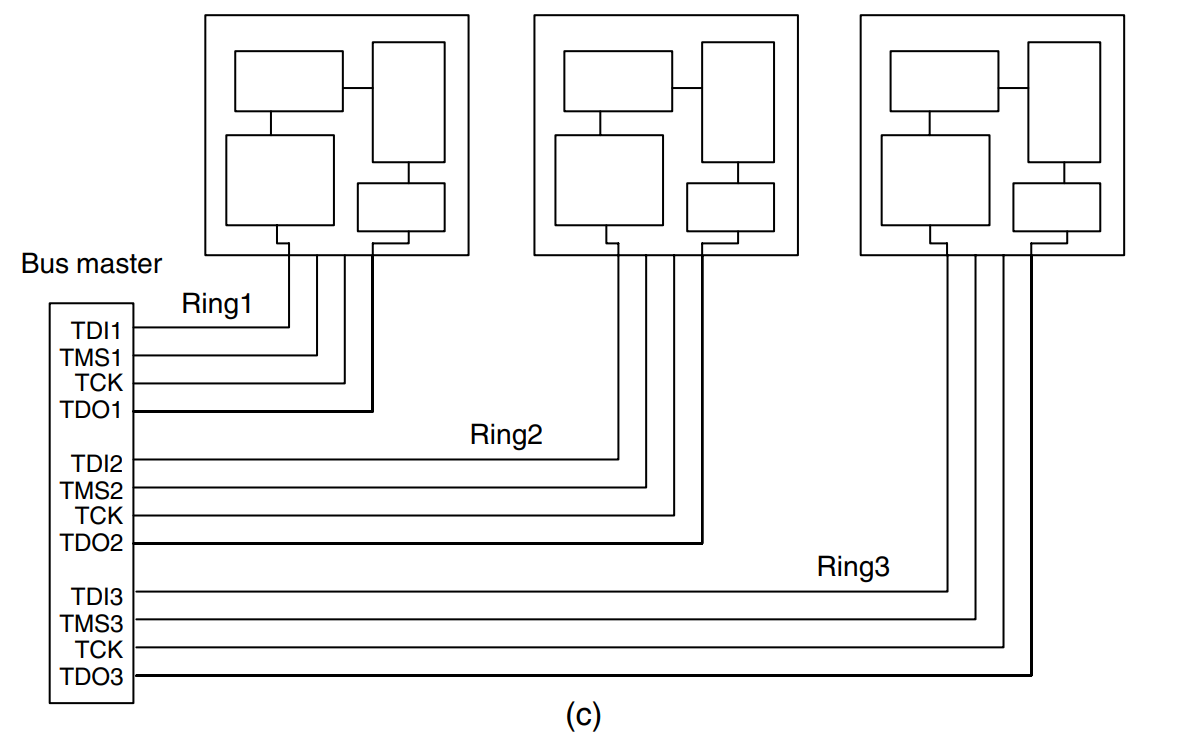 Bus master
Ring1
TDI1
TMS1
TCK
TDO1
Ring2
TDI2
TMS2
TCK
TDO2
Ring3
TDI3
TMS3
TCK
TDO3
(c)